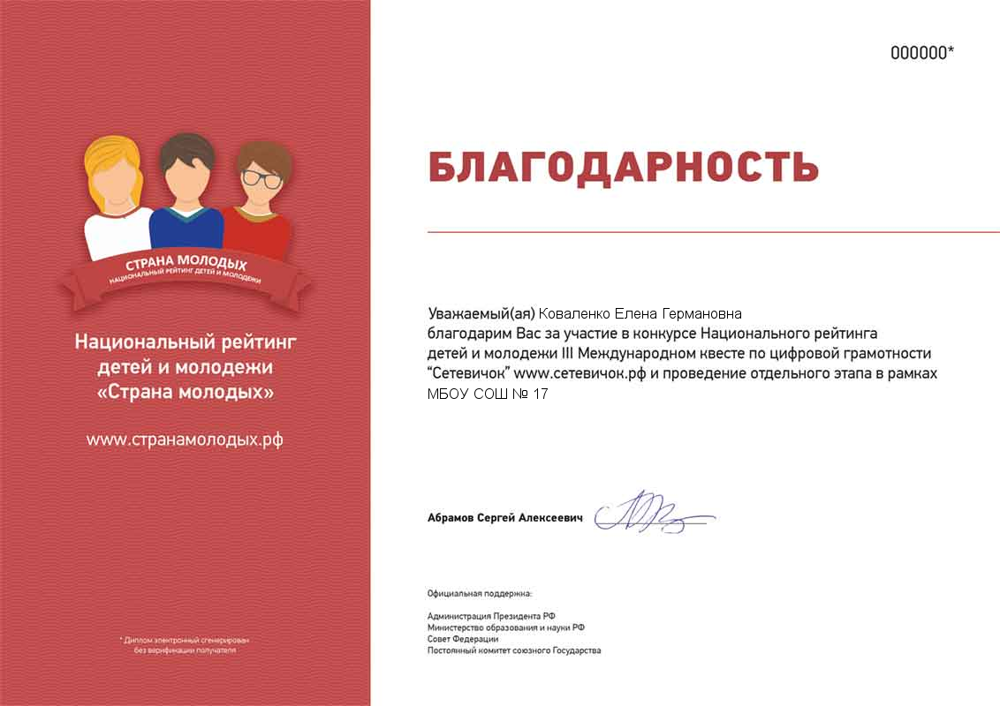 СТРАНА МОЛОДЫХ
НАЦИОНАЛЬНЫЙ РЕЙТИНГ ДЕТЕЙ И МОЛОДЕЖИ
Национальный рейтинг
детей и молодежи
«Страна молодых»
www.странамолодых.рф
* Диплом электронный сгенерирован
без верификации получателя
000000*
БЛАГОДАРНОСТЬ
Уважаемый(ая) Коваленко Елена Германовна
благодарим Вас за участие в конкурсе Национального рейтинга
детей и молодежи III Международном квесте по цифровой грамотности
“Сетевичок” www.сетевичок.рф и проведение отдельного этапа в рамках
МБОУ СОШ № 17
Абрамов Сергей Алексеевич
Официальная поддержка:
Администрация Президента РФ
Министерство образования и науки РФ
Совет Федерации
Постоянный комитет союзного Государства